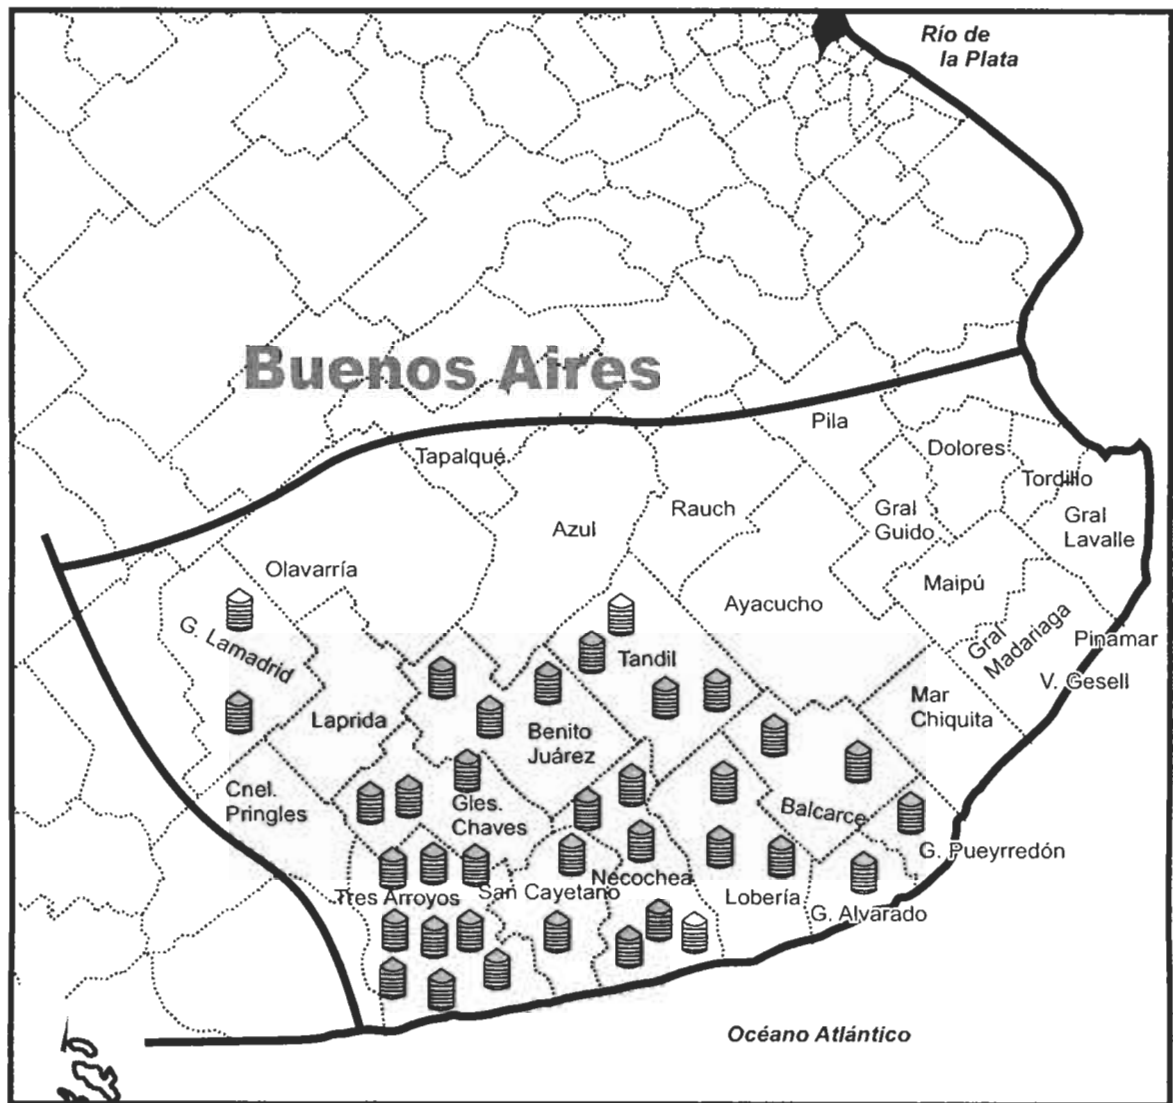 Río de
la Plata
Buenos Aires
Pila
Tapalqué
Dolores
Tordillo
Rauch
Gral
Guido
Azul
Gral
Lavalle
Olavarría
Maipú
Ayacucho
G. Lamadrid
Gral
Madariaga
Pinamar
Tandil
V. Gesell
Laprida
Mar
Chiquita
Benito
Juárez
Cnel.
Pringles
Gles.
Chaves
Balcarce
G. Pueyrredón
Necochea
Tres Arroyos
San Cayetano
Lobería
G. Alvarado
Océano Atlántico